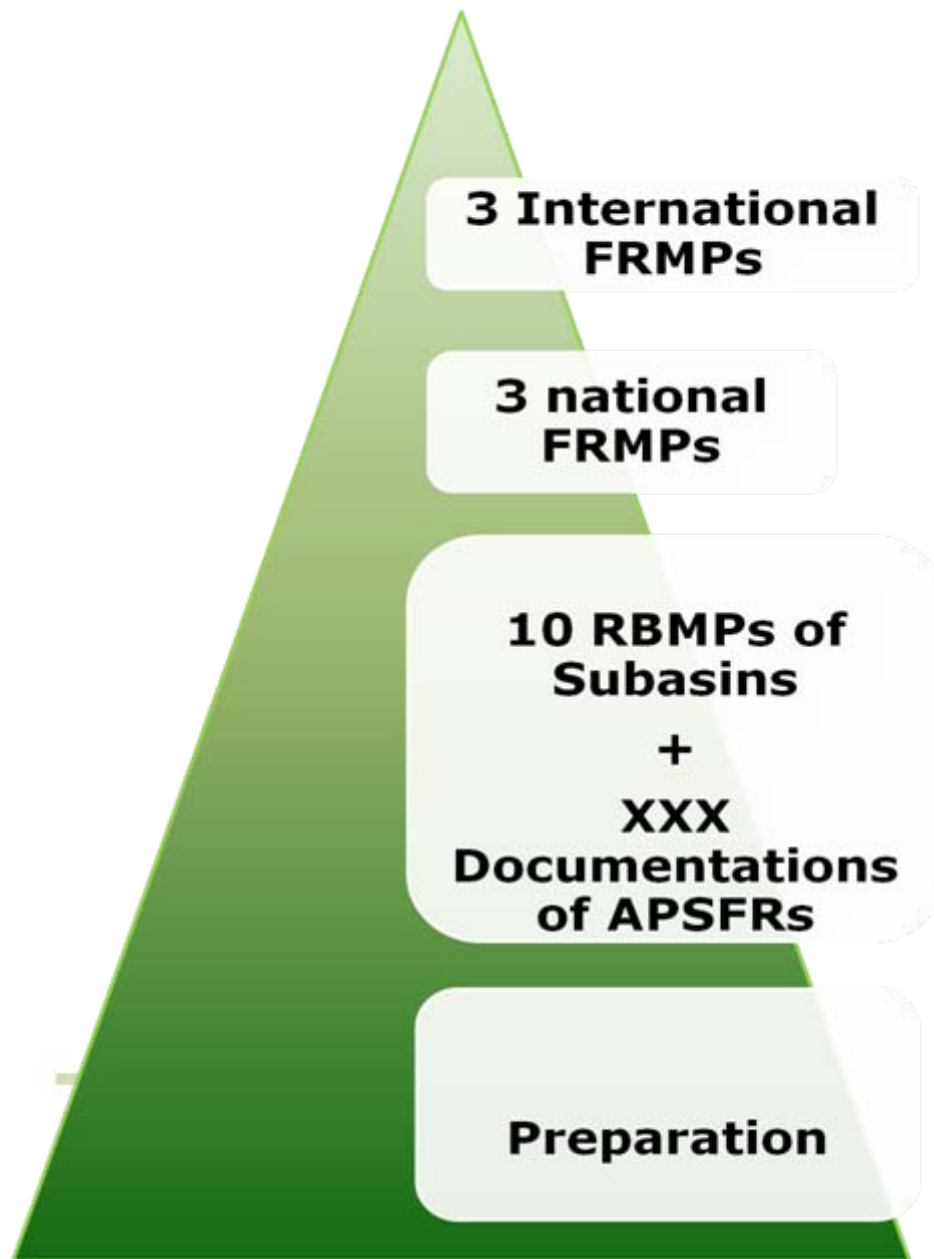 3 International
FRMPs
3 national
FRMPs
10 RBMPs of
Subasins
+
XXX
Documentations
of APSFRs
Preparation